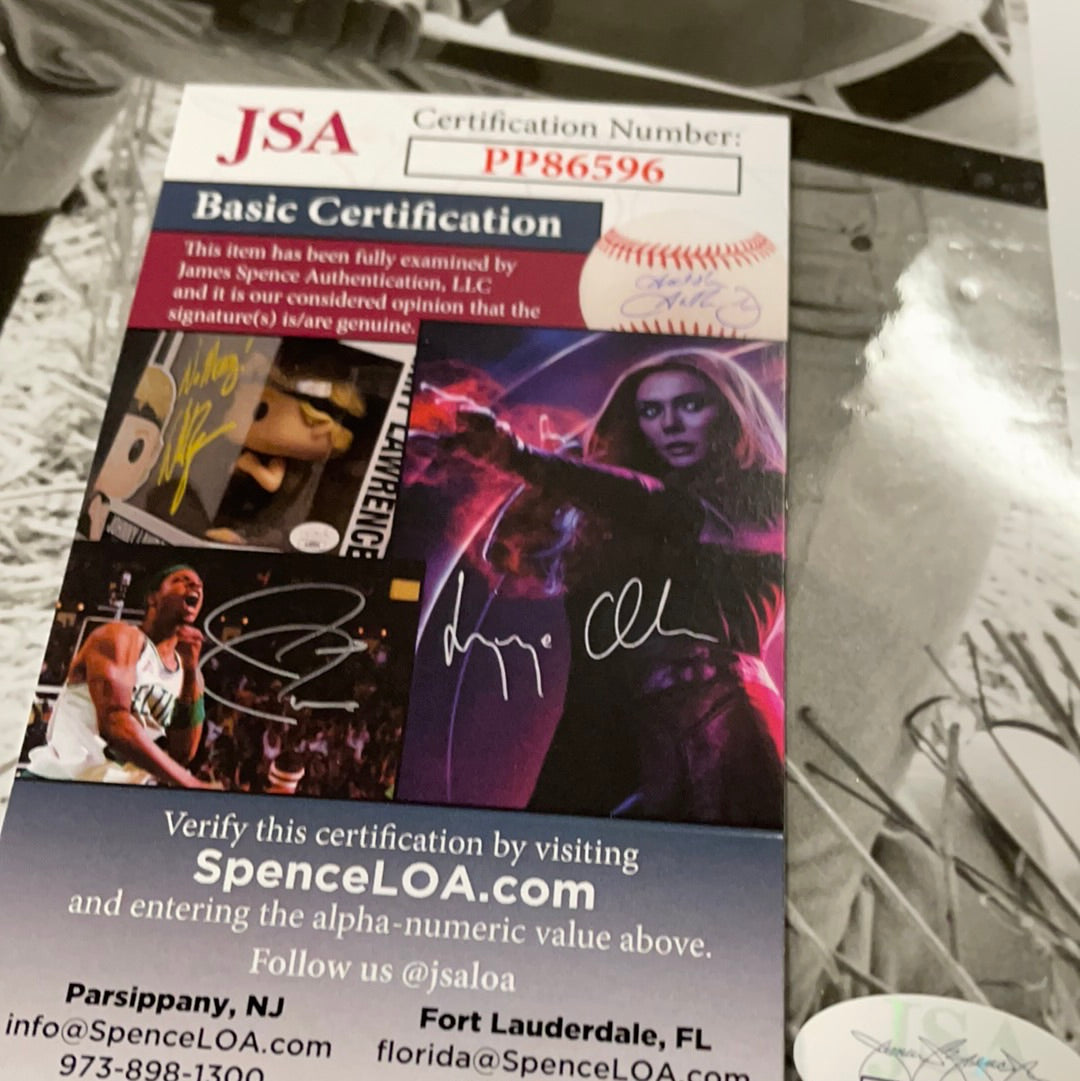 JSA
Certification Number:
PP86596
Basic Certification
This item has been fully examined by
James Spence Authentication, LLC
and it is our considered opinion that the
signature(s) is/are genuine.
LAWRENCE
Verify this certification by visiting
SpenceLOA.com
and entering the alpha-numeric value above.
Follow us @jsaloa
Parsippany, NJ
info@SpenceLOA.com
973-898-1300
Fort Lauderdale, FL
florida@SpenceLOA.com
JSA